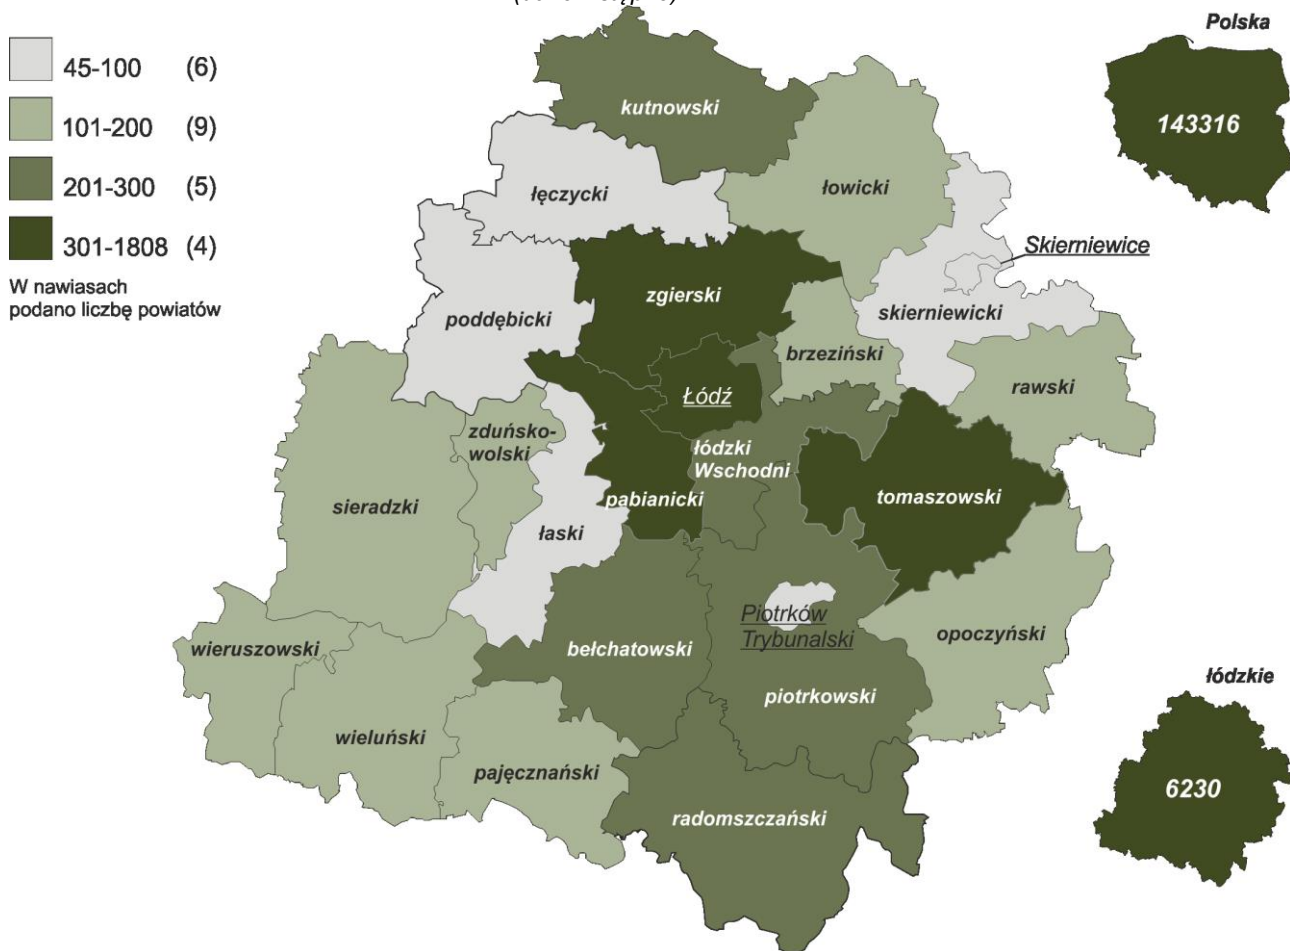 Polska
45-100 (6)
101-200 (9)
201-300 (5)
301-1808 (4)
W nawiasach
podano liczbę powiatów
143316
kutnowski
łęczycki
łowicki
Skierniewice
zgierski
skierniewicki
poddębicki
brzeziński
rawski
Łódź
zduńsko-
wolski
łódzki
Wschodni
sieradzki
pabianicki
tomaszowski
łaski
Piotrków
Trybunalski
opoczyński
wieruszowski
bełchatowski
piotrkowski
łódzkie
wieluński
pajęcznański
6230
radomszczański